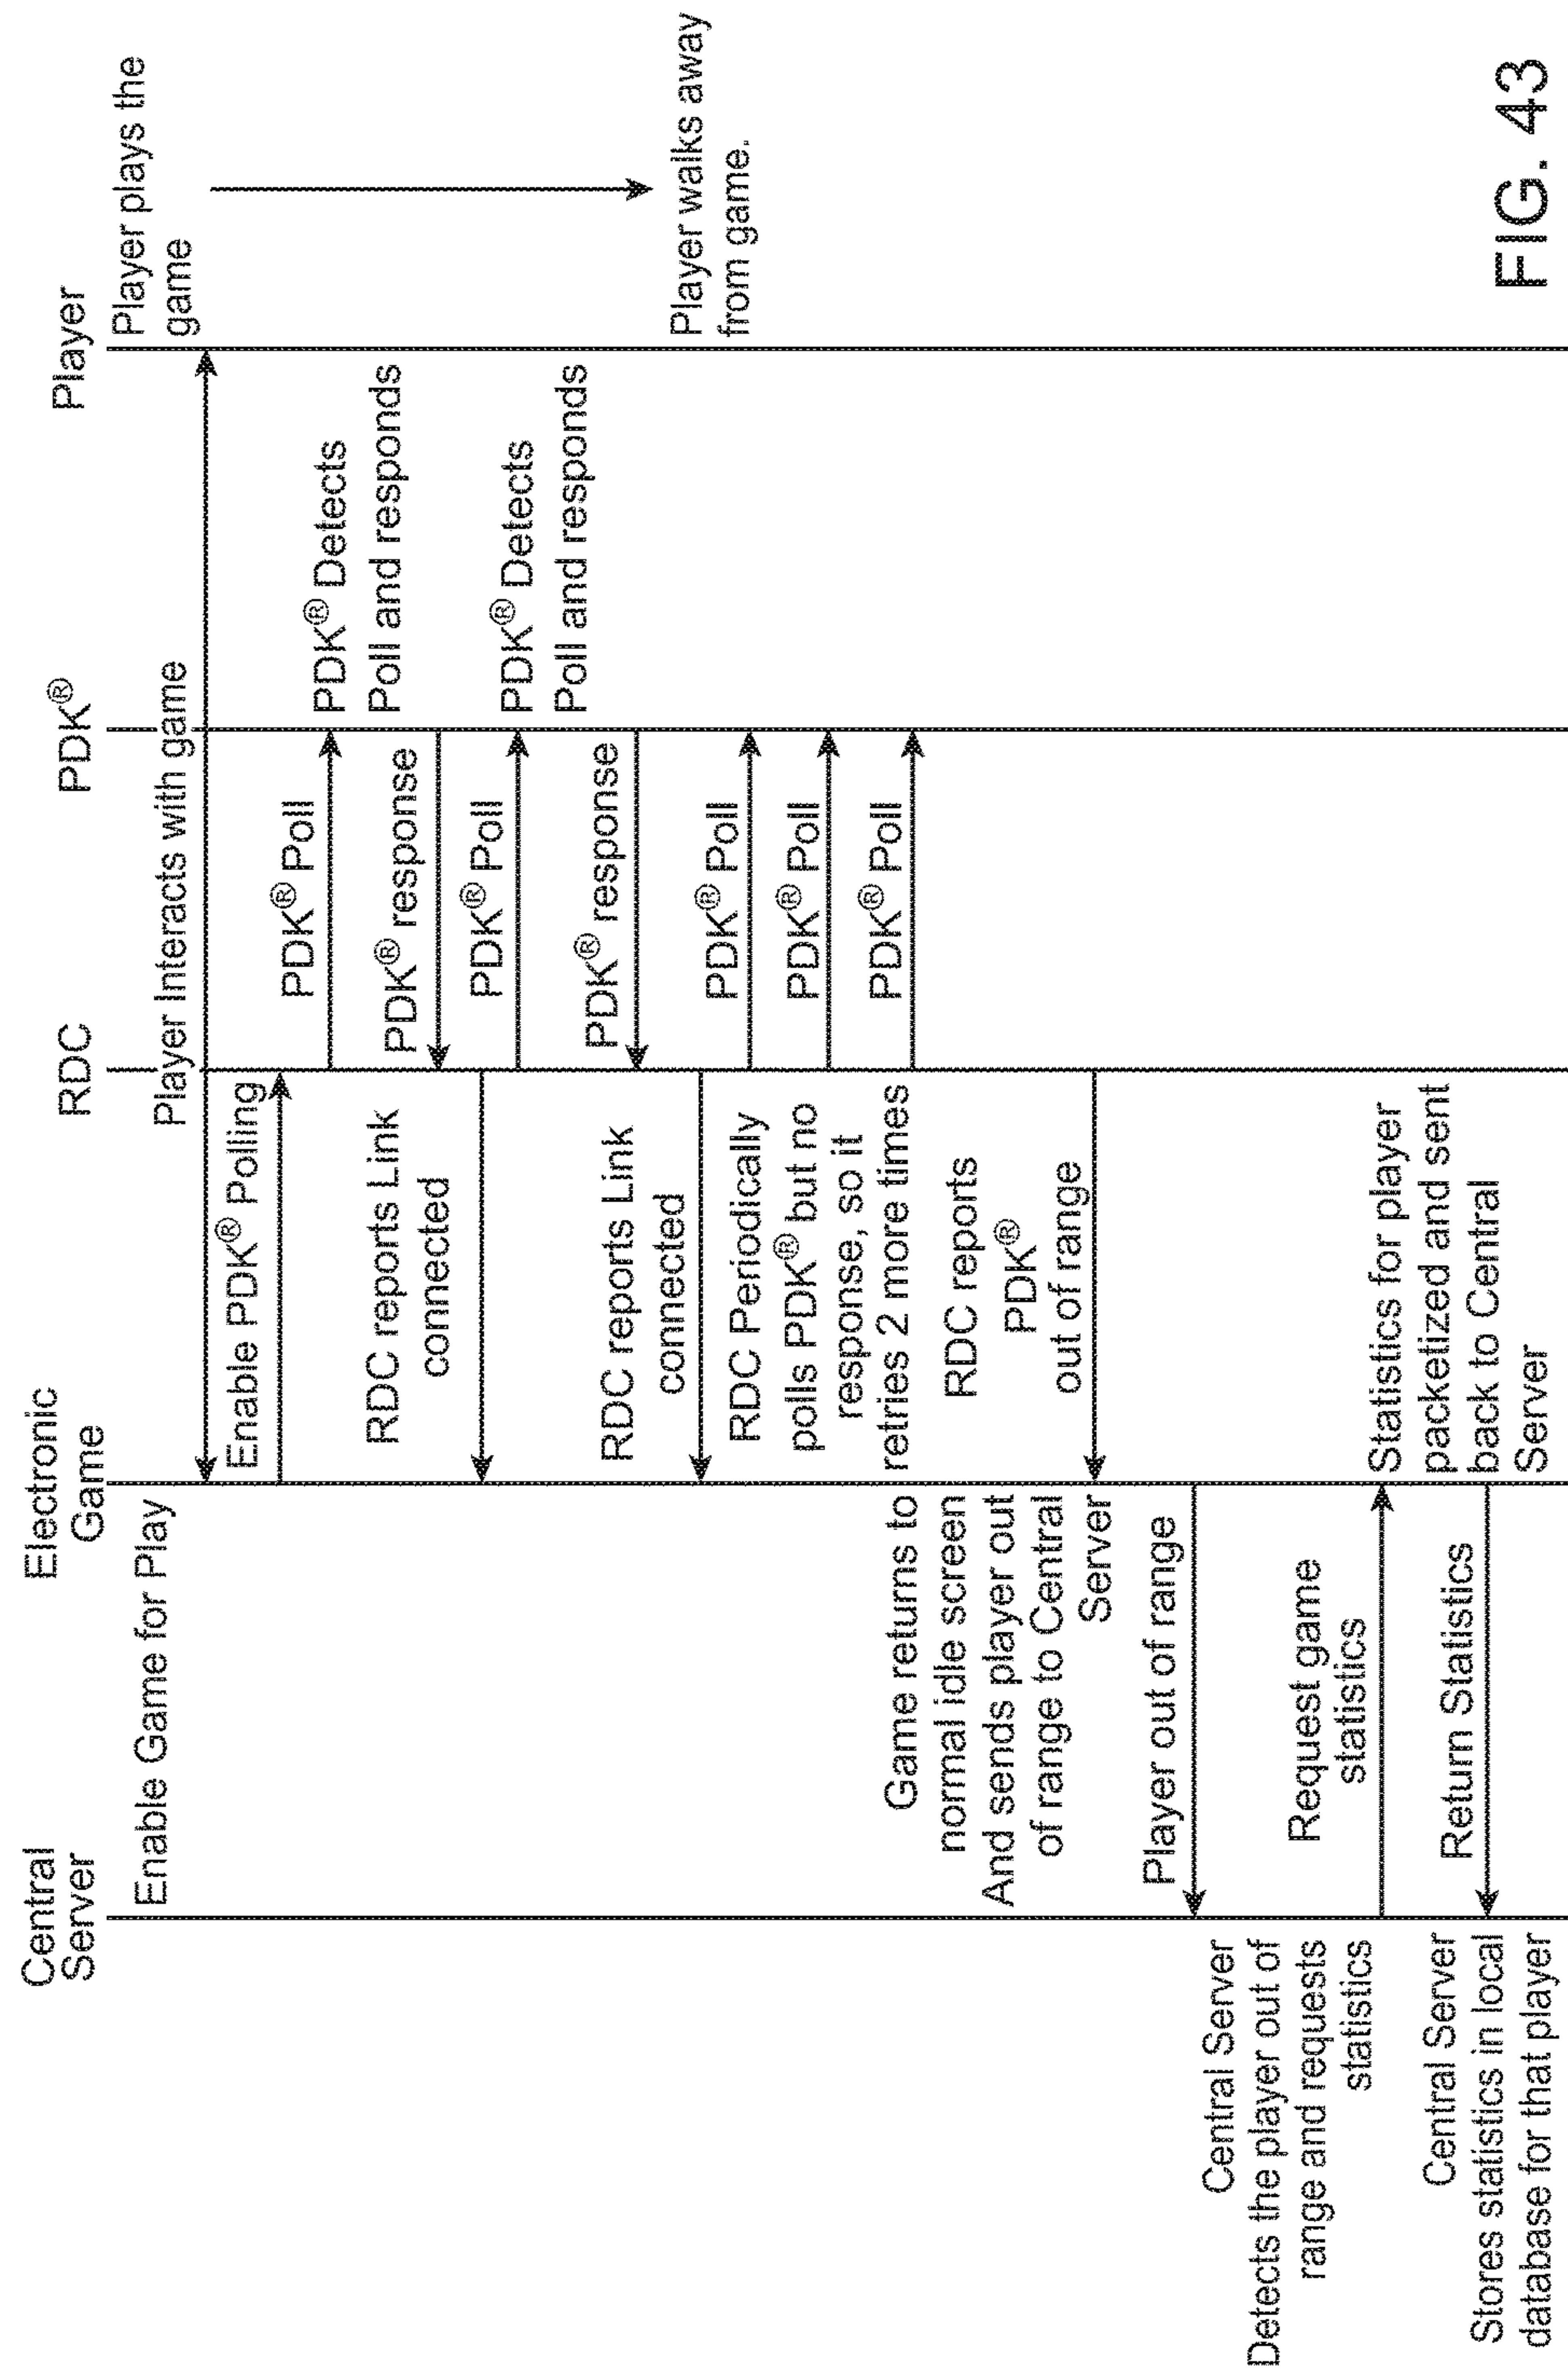 Central
Server
Electronic
Game
RDC
PDK®
Player
Enable Game for Play
Player Interacts with game
Player plays the
game
Enable PDK® Polling
PDK® Poll
PDK® Detects
Poll and responds
RDC reports Link
connected
PDK® response
PDK® Poll
PDK® Detects
Poll and responds
RDC reports Link
connected
PDK® response
Player walks away
from game.
RDC Periodically
polls PDK® but no
response, so it
retries 2 more times
PDK® Poll
PDK® Poll
PDK® Poll
RDC reports
PDK®
out of range
Game returns to
normal idle screen
And sends player out
of range to Central
Server
Player out of range
Central Server
Detects the player out of
range and requests
statistics
Request game
statistics
Statistics for player
packetized and sent
back to Central
Server
Return Statistics
Central Server
Stores statistics in local
database for that player
FIG. 43